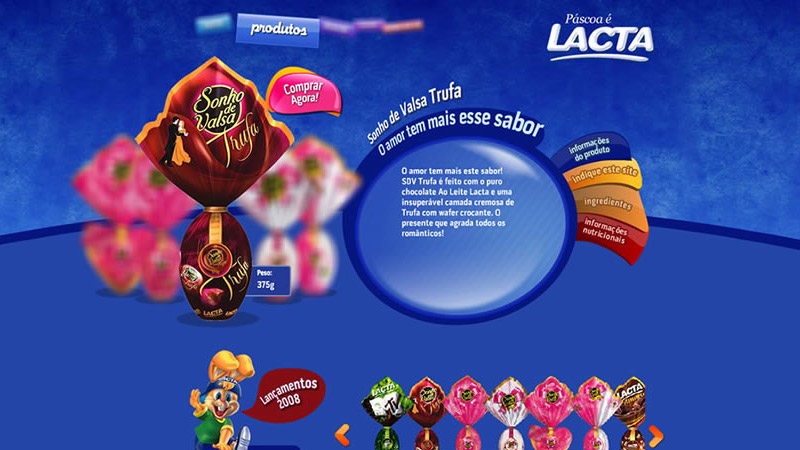 produtos
Páscoa é
LACTA
Comprar
Agora!
Sonho
de
Valsa
Trufa
Sonho de Valsa Trufa
O amor tem mais esse sabor
informações
do produto
indique este site
ingredientes
informações
nutricionais
O amor tem mais este sabor!
SDV Trufa é feito com o puro
chocolate Ao Leite Lacta e uma
insuperável camada cremosa de
Trufa com wafer crocante. O
presente que agrada todos os
românticos!
Trufa
Peso:
375g
LACTA
LACTA
Lançamentos
2008
MTV
LACTA